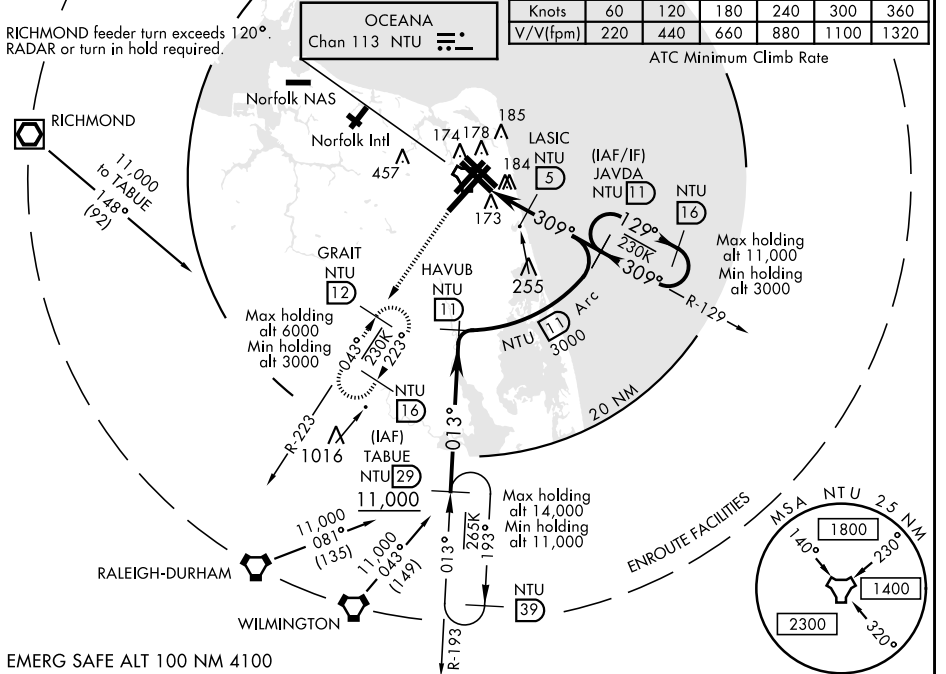 RICHMOND feeder turn exceeds 120°.
RADAR or turn in hold required.
OCEANA
Chan 113 NTU
Knots 60 120 180 240 300 360
V/V(fpm) 220 440 660 880 1100 1320
ATC Minimum Climb Rate
Norfolk NAS
Norfolk Intl
RICHMOND
11,000
to TABUE
148°
(92)
457
174
178
185
184
173
LASIC
NTU
5
(IAF/IF)
JAVDA
NTU 11
NTU
16
309°
129°
230K
309°
R-129
Max holding
alt 11,000
Min holding
alt 3000
255
GRAIT
NTU
12
HAVUB
NTU
11
NTU 11 Arc
3000
Max holding
alt 6000
Min holding
alt 3000
043°
230K
223°
NTU
16
R-223
1016
20 NM
013°
(IAF)
TABUE
NTU 29
11,000
Max holding
alt 14,000
Min holding
alt 11,000
013°
265K
193°
NTU
39
R-193
11,000
081°
(135)
RALEIGH-DURHAM
11,000
043°
(149)
WILMINGTON
ENROUTE FACILITIES
MSA NTU 25 NM
1800
140°
230°
1400
2300
320°
EMERG SAFE ALT 100 NM 4100